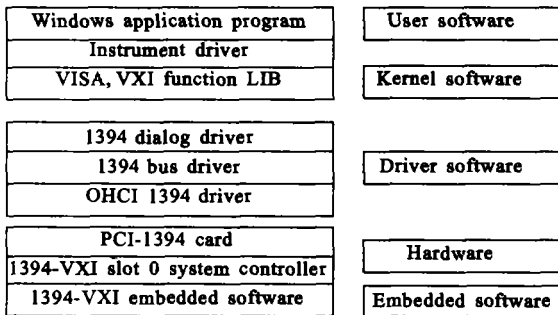 Windows application program
User software
Instrument driver
VISA, VXI function LIB
Kernel software
1394 dialog driver
1394 bus driver
Driver software
OHCI 1394 driver
PCI-1394 card
Hardware
1394-VXI slot 0 system controller
1394-VXI embedded software
Embedded software